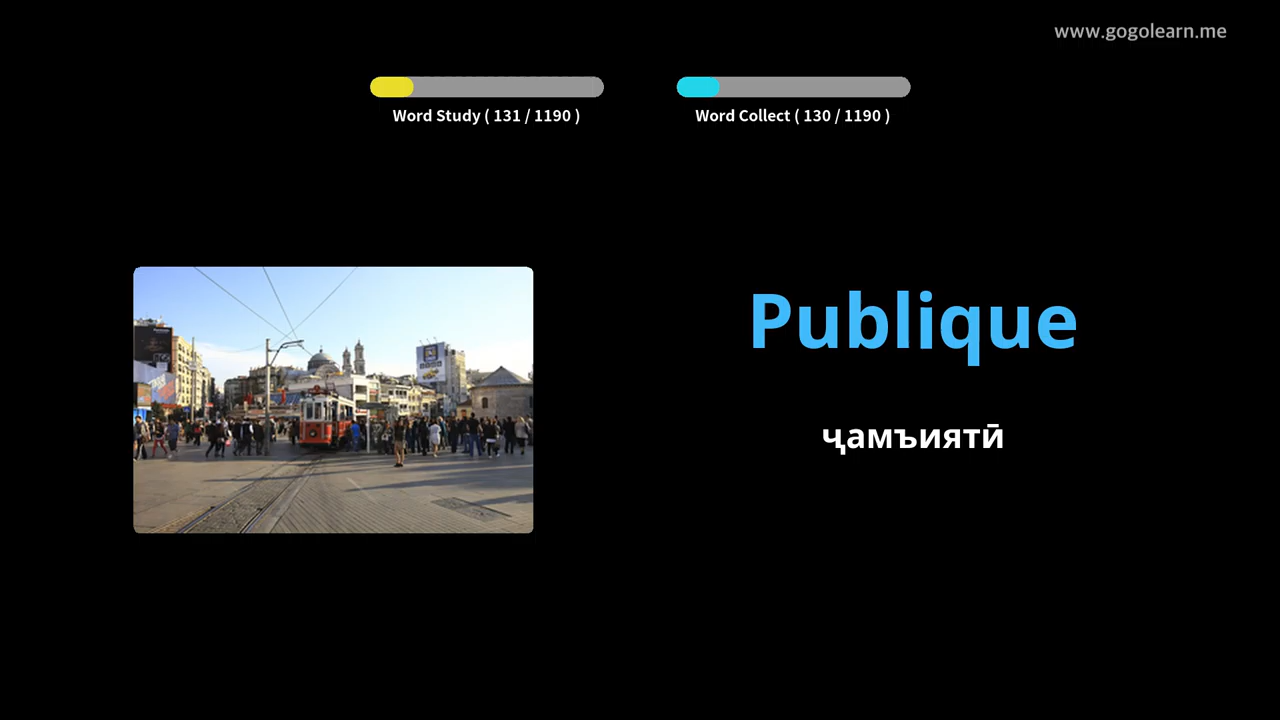 www.gogolearn.me
Word Study ( 131 / 1190 )
Word Collect ( 130 / 1190 )
Publique
ҷамъиятӣ